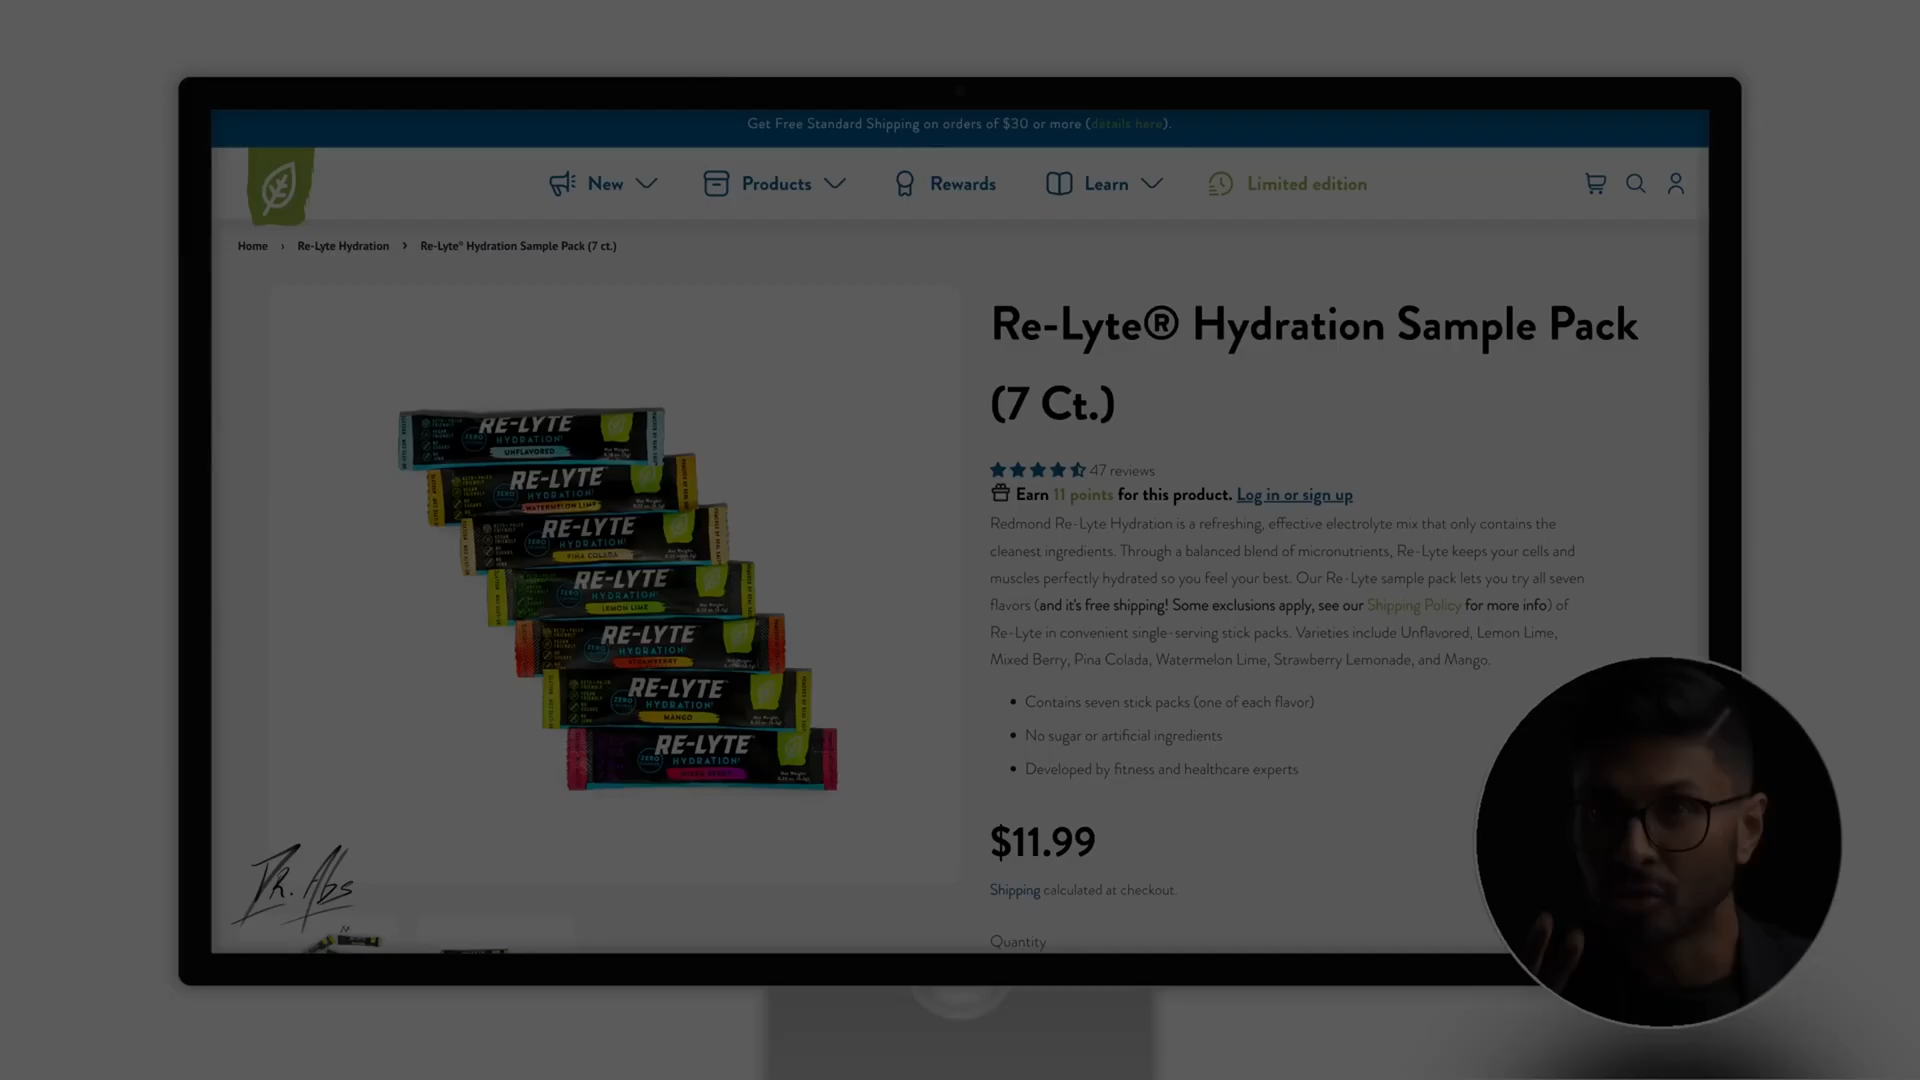 Get Free Standard Shipping on orders of $30 or more (details here).
New
Products
Rewards
Learn
Limited edition
Home › Re-Lyte Hydration › Re-Lyte® Hydration Sample Pack (7 ct.)
Re-Lyte® Hydration Sample Pack
(7 Ct.)
47 reviews
Earn 11 points for this product. Log in or sign up
Redmond Re-Lyte Hydration is a refreshing, effective electrolyte mix that only contains the
cleanest ingredients. Through a balanced blend of micronutrients, Re-Lyte keeps your cells and
muscles perfectly hydrated so you feel your best. Our Re-Lyte sample pack lets you try all seven
flavors (and it's free shipping! Some exclusions apply, see our Shipping Policy for more info) of
Re-Lyte in convenient single-serving stick packs. Varieties include Unflavored, Lemon Lime,
Mixed Berry, Pina Colada, Watermelon Lime, Strawberry Lemonade, and Mango.
• Contains seven stick packs (one of each flavor)
• No sugar or artificial ingredients
• Developed by fitness and healthcare experts
$11.99
Shipping calculated at checkout.
Quantity
RE-LYTE
HYDRATION
UNFLAVORED
RE-LYTE
HYDRATION
WATERMELON LIME
RE-LYTE
HYDRATION
PINA COLADA
RE-LYTE
HYDRATION
LEMON LIME
RE-LYTE
HYDRATION
STRAWBERRY
RE-LYTE
HYDRATION
MANGO
RE-LYTE
HYDRATION
MIXED BERRY
Dr. Abs